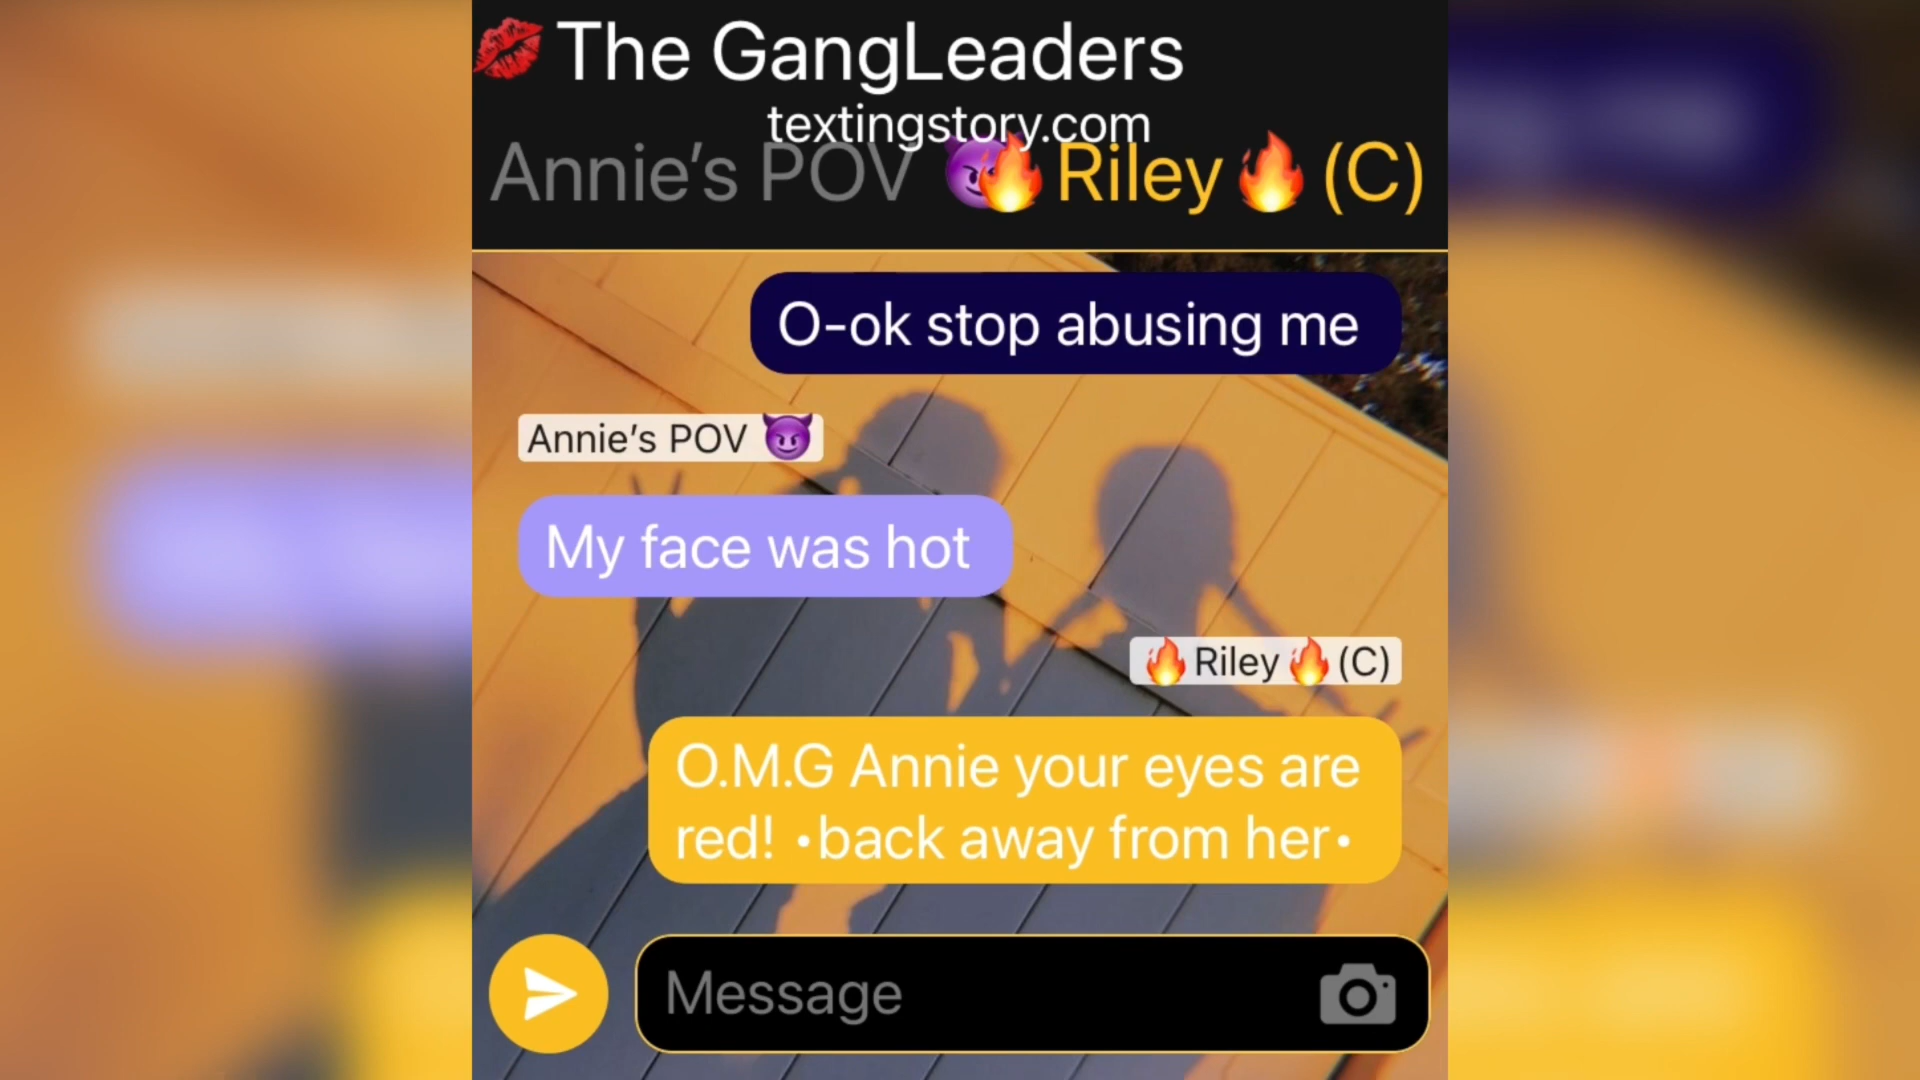 💋 The GangLeaders
textingstory.com
Annie’s POV 😈 🔥 Riley 🔥 (C)
O-ok stop abusing me
Annie’s POV 😈
My face was hot
🔥 Riley 🔥 (C)
O.M.G Annie your eyes are
red! •back away from her•
Message